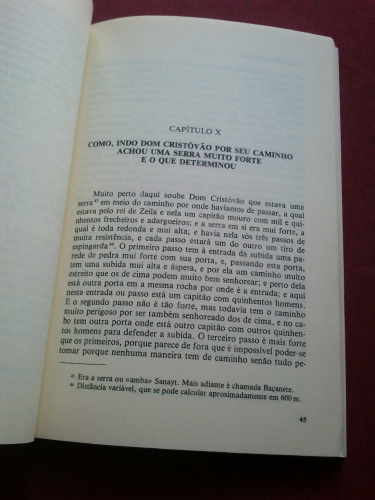 CAPÍTULO X
COMO, INDO DOM CRISTÓVÃO POR SEU CAMINHO
ACHOU UMA SERRA MUITO FORTE
E O QUE DETERMINOU
Muito perto daqui soube Dom Cristóvão que estava uma
serra⁴³ em meio do caminho por onde havíamos de passar, a qual
estava pelo rei de Zeila e nela um capitão mouro com mil e qui-
nhentos frecheiros e adargueiros; e a serra em si era mui forte, a
qual é toda redonda e mui alta; e havia nela sós três passos de
muita resistência, e cada passo estará um do outro um tiro de
espingarda⁴⁴. O primeiro passo tem à entrada da subida uma pa-
rede de pedra mui forte com sua porta, e, passando esta porta,
tem uma subida mui alta e áspera, e por ela um caminho muito
estreito que os de cima podem muito bem senhorear; e perto dela
está outra porta em a mesma rocha por onde é a entrada; e aqui
neste entrada ou passo está um capitão com quinhentos homens.
E o segundo passo não é tão forte, mas todavia tem o caminho
muito perigoso por ser também senhoreado dos de cima, e no ca-
bo tem outra porta onde está outro capitão com outros quinhen-
tos homens para defender a subida. O terceiro passo é mais forte
que os primeiros, porque parece de fora que é impossível poder-se
tomar porque nenhuma maneira tem de caminho senão tudo pe-
⁴³ Era a serra ou «amba» Sanayt. Mais adiante é chamada Baçanete.
⁴⁴ Distância variável, que se pode calcular aproximadamente em 600 m.
45